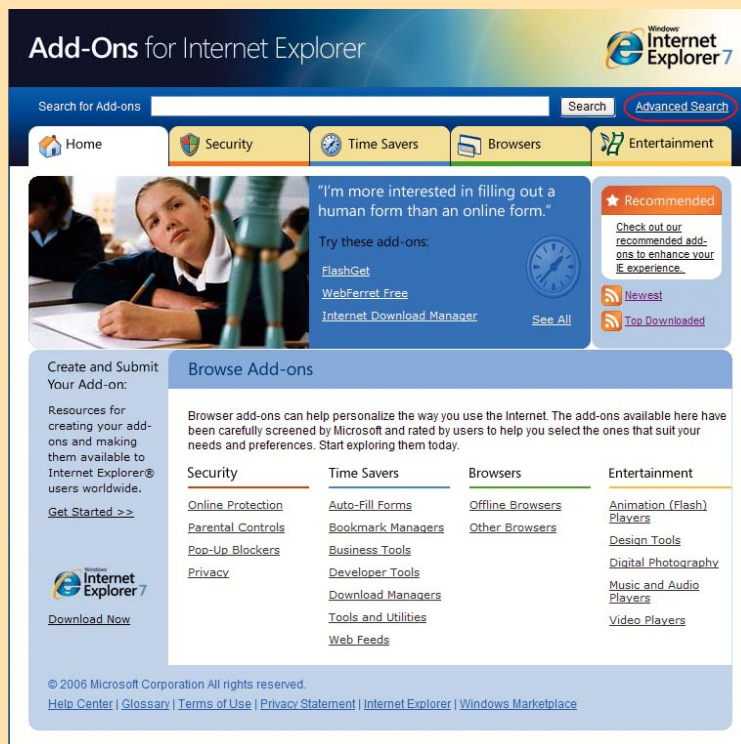 Add-Ons for Internet Explorer
Windows
Internet
Explorer 7
Search for Add-ons
Search
Advanced Search
Home
Security
Time Savers
Browsers
Entertainment
"I'm more interested in filling out a
human form than an online form."
Try these add-ons:
FlashGet
WebFerret Free
Internet Download Manager
See All
Recommended
Check out our
recommended add-
ons to enhance your
IE experience.
Newest
Top Downloaded
Create and Submit
Your Add-on:
Resources for
creating your add-
ons and making
them available to
Internet Explorer®
users worldwide.
Get Started >>
Windows
Internet
Explorer 7
Download Now
Browse Add-ons
Browser add-ons can help personalize the way you use the Internet. The add-ons available here have
been carefully screened by Microsoft and rated by users to help you select the ones that suit your
needs and preferences. Start exploring them today.
Security
Online Protection
Parental Controls
Pop-Up Blockers
Privacy
Time Savers
Auto-Fill Forms
Bookmark Managers
Business Tools
Developer Tools
Download Managers
Tools and Utilities
Web Feeds
Browsers
Offline Browsers
Other Browsers
Entertainment
Animation (Flash)
Players
Design Tools
Digital Photography
Music and Audio
Players
Video Players
© 2006 Microsoft Corporation All rights reserved.
Help Center | Glossary | Terms of Use | Privacy Statement | Internet Explorer | Windows Marketplace